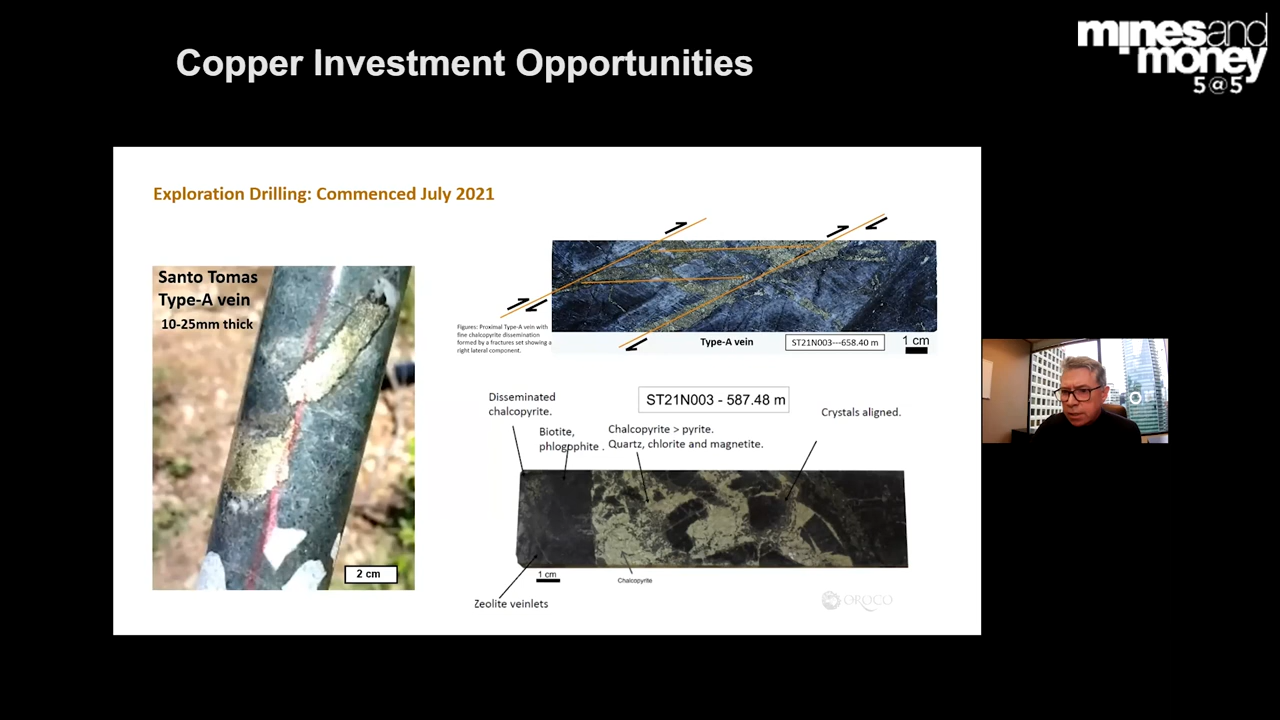 Copper Investment Opportunities
minesand
money
5@5
Exploration Drilling: Commenced July 2021
Santo Tomas
Type-A vein
10-25mm thick
2 cm
Figures: Proximal Type-A vein with
fine chalcopyrite dissemination
formed by a fractures set showing a
right lateral component.
Type-A vein
ST21N003---658.40 m
1 cm
ST21N003 - 587.48 m
Disseminated
chalcopyrite.
Biotite,
phlogophite .
Chalcopyrite > pyrite.
Quartz, chlorite and magnetite.
Crystals aligned.
1 cm
Chalcopyrite
Zeolite veinlets
OROCO